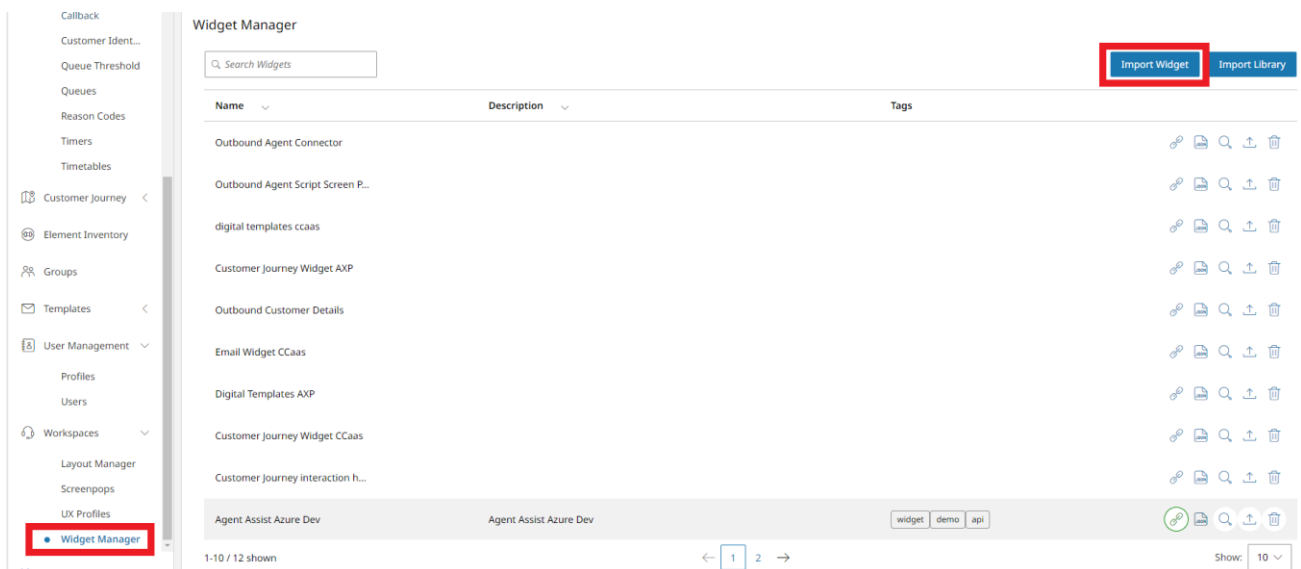 Callback
Customer Ident...
Queue Threshold
Queues
Reason Codes
Timers
Timetables
Customer Journey
Element Inventory
Groups
Templates
User Management
Profiles
Users
Workspaces
Layout Manager
Screenpops
UX Profiles
Widget Manager
Widget Manager
Search Widgets
Import Widget Import Library
Name Description Tags
Outbound Agent Connector
Outbound Agent Script Screen P...
digital templates ccaas
Customer Journey Widget AXP
Outbound Customer Details
Email Widget CCaas
Digital Templates AXP
Customer Journey Widget CCaas
Customer Journey interaction h...
Agent Assist Azure Dev Agent Assist Azure Dev widget demo api
1-10 / 12 shown 1 2 Show: 10